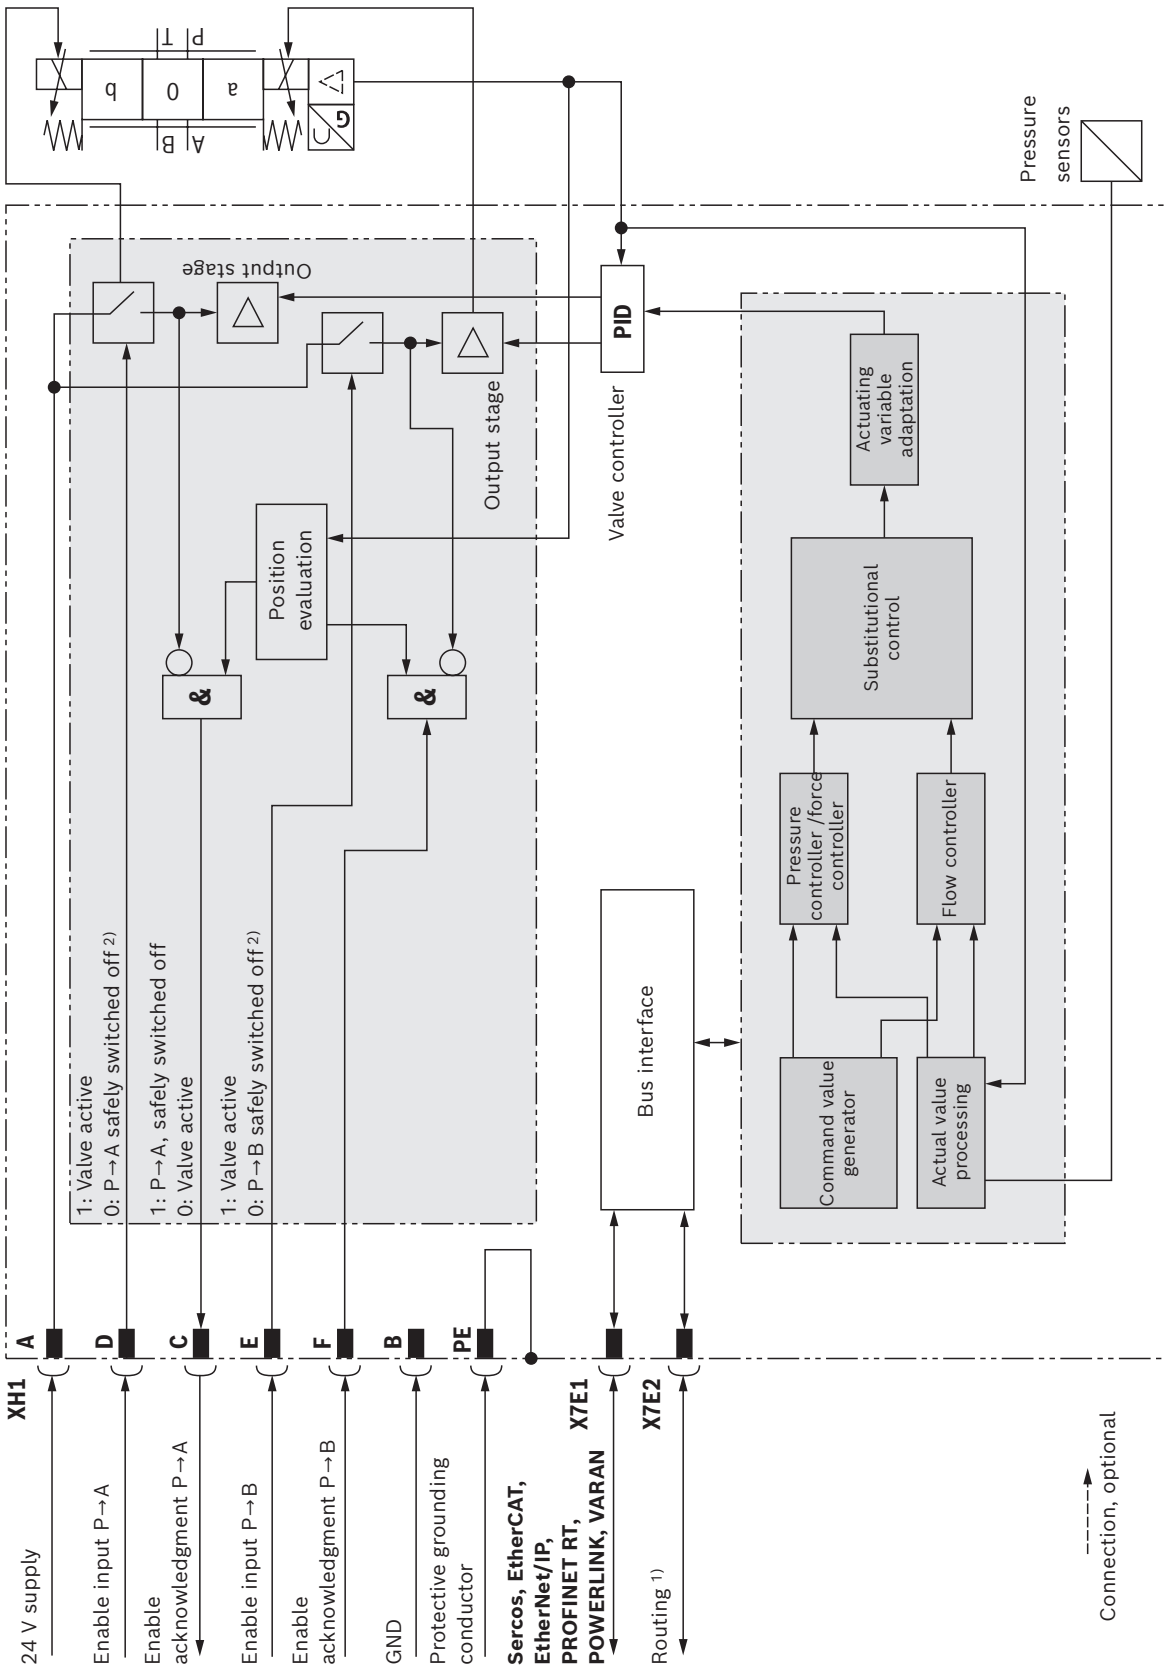 XH1
24 V supply
A
Enable input P→A
D
Enable
acknowledgment P→A
C
Enable input P→B
E
Enable
acknowledgment P→B
F
GND
B
Protective grounding
conductor
PE
Sercos, EtherCAT,
EtherNet/IP,
PROFINET RT,
POWERLINK, VARAN
X7E1
Routing 1)
X7E2
Connection, optional
1: Valve active
0: P→A safely switched off 2)
1: P→A, safely switched off
0: Valve active
1: Valve active
0: P→B safely switched off 2)
&
&
Position
evaluation
Output stage
Output stage
b
0
a
T
P
B
A
U
G
PID
Valve controller
Bus interface
Command value
generator
Actual value
processing
Pressure
controller /force
controller
Flow controller
Substitutional
control
Actuating
variable
adaptation
Pressure
sensors